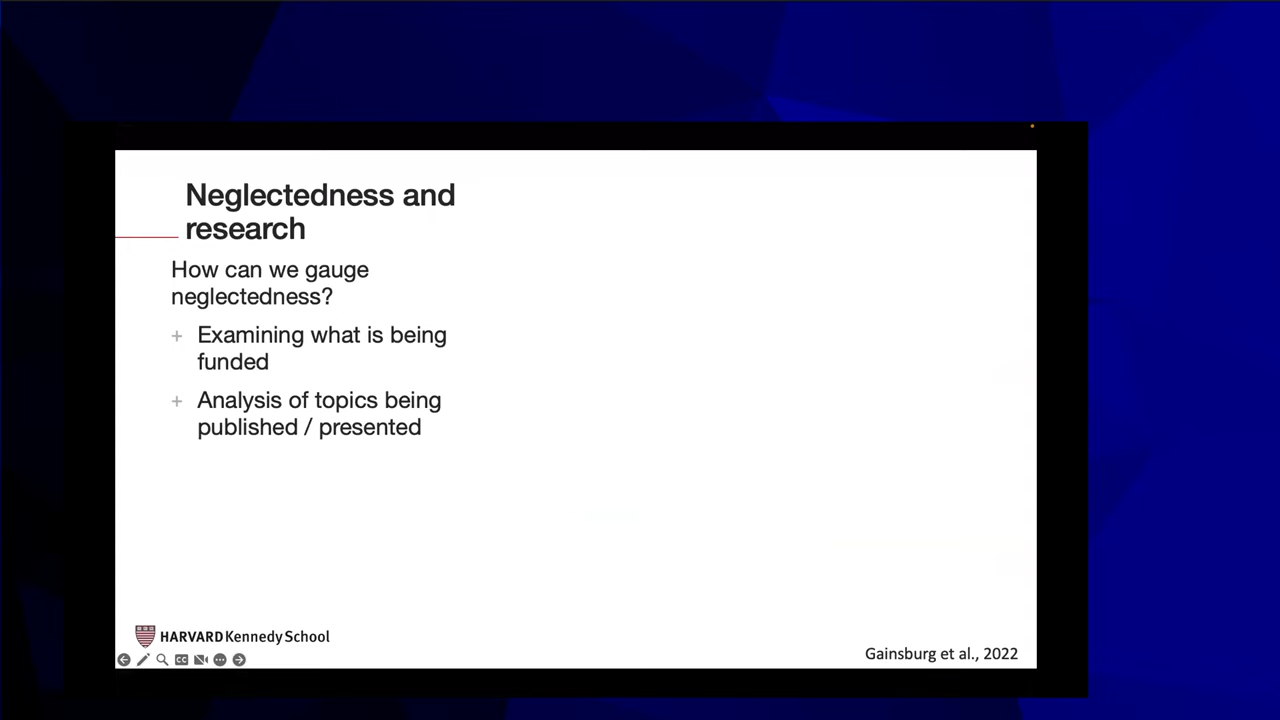 Neglectedness and
research
How can we gauge
neglectedness?
+ Examining what is being
funded
+ Analysis of topics being
published / presented
HARVARD Kennedy School
CC
Gainsburg et al., 2022